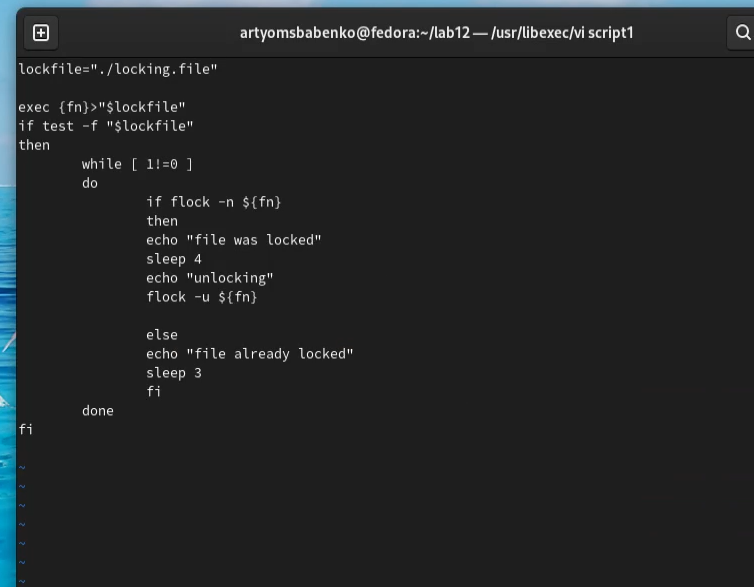 artyomsbabenko@fedora:~/lab12 — /usr/libexec/vi script1
lockfile="./locking.file"

exec {fn}>"$lockfile"
if test -f "$lockfile"
then
        while [ 1!=0 ]
        do
                if flock -n ${fn}
                then
                echo "file was locked"
                sleep 4
                echo "unlocking"
                flock -u ${fn}

                else
                echo "file already locked"
                sleep 3
                fi
        done
fi

~
~
~
~
~
~
~